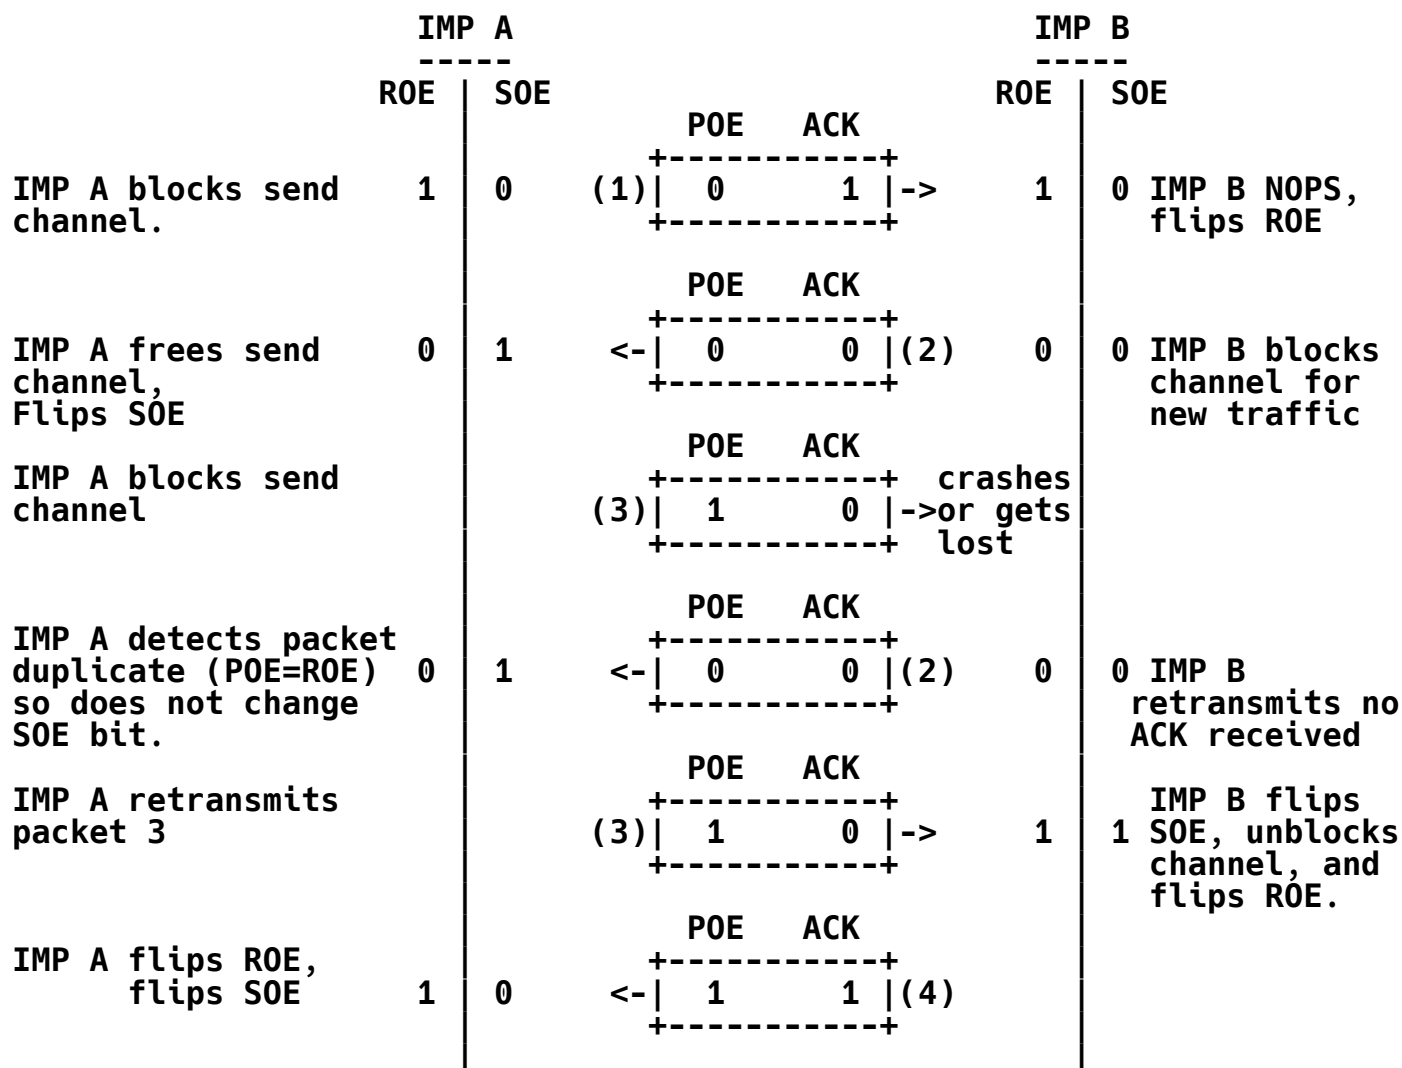 IMP A                           IMP B
-----                           -----
ROE | SOE                       ROE | SOE
POE   ACK
+-----------+
IMP A blocks send    1 | 0    (1)|  0      1 |->     1 | 0 IMP B NOPS,
channel.    +-----------+    flips ROE
POE   ACK
+-----------+
IMP A frees send     0 | 1     <-|  0      0 |(2)    0 | 0 IMP B blocks
channel,    +-----------+    channel for
Flips SOE    new traffic
POE   ACK
IMP A blocks send    +-----------+  crashes
channel    (3)|  1      0 |->or gets
+-----------+  lost
POE   ACK
IMP A detects packet    +-----------+
duplicate (POE=ROE)  0 | 1     <-|  0      0 |(2)    0 | 0 IMP B
so does not change    +-----------+    retransmits no
SOE bit.    ACK received
POE   ACK
IMP A retransmits    +-----------+    IMP B flips
packet 3    (3)|  1      0 |->     1 | 1 SOE, unblocks
+-----------+    channel, and
flips ROE.
POE   ACK
IMP A flips ROE,    +-----------+
flips SOE    1 | 0     <-|  1      1 |(4)
+-----------+